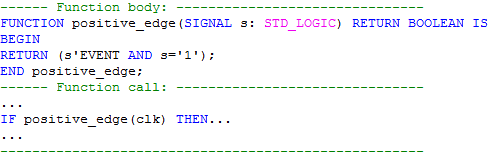 ------ Function body: -------------------------------
FUNCTION positive_edge(SIGNAL s: STD_LOGIC) RETURN BOOLEAN IS
BEGIN
RETURN (s'EVENT AND s='1');
END positive_edge;
------ Function call: -------------------------------
...
IF positive_edge(clk) THEN...
...
-----------------------------------------------------